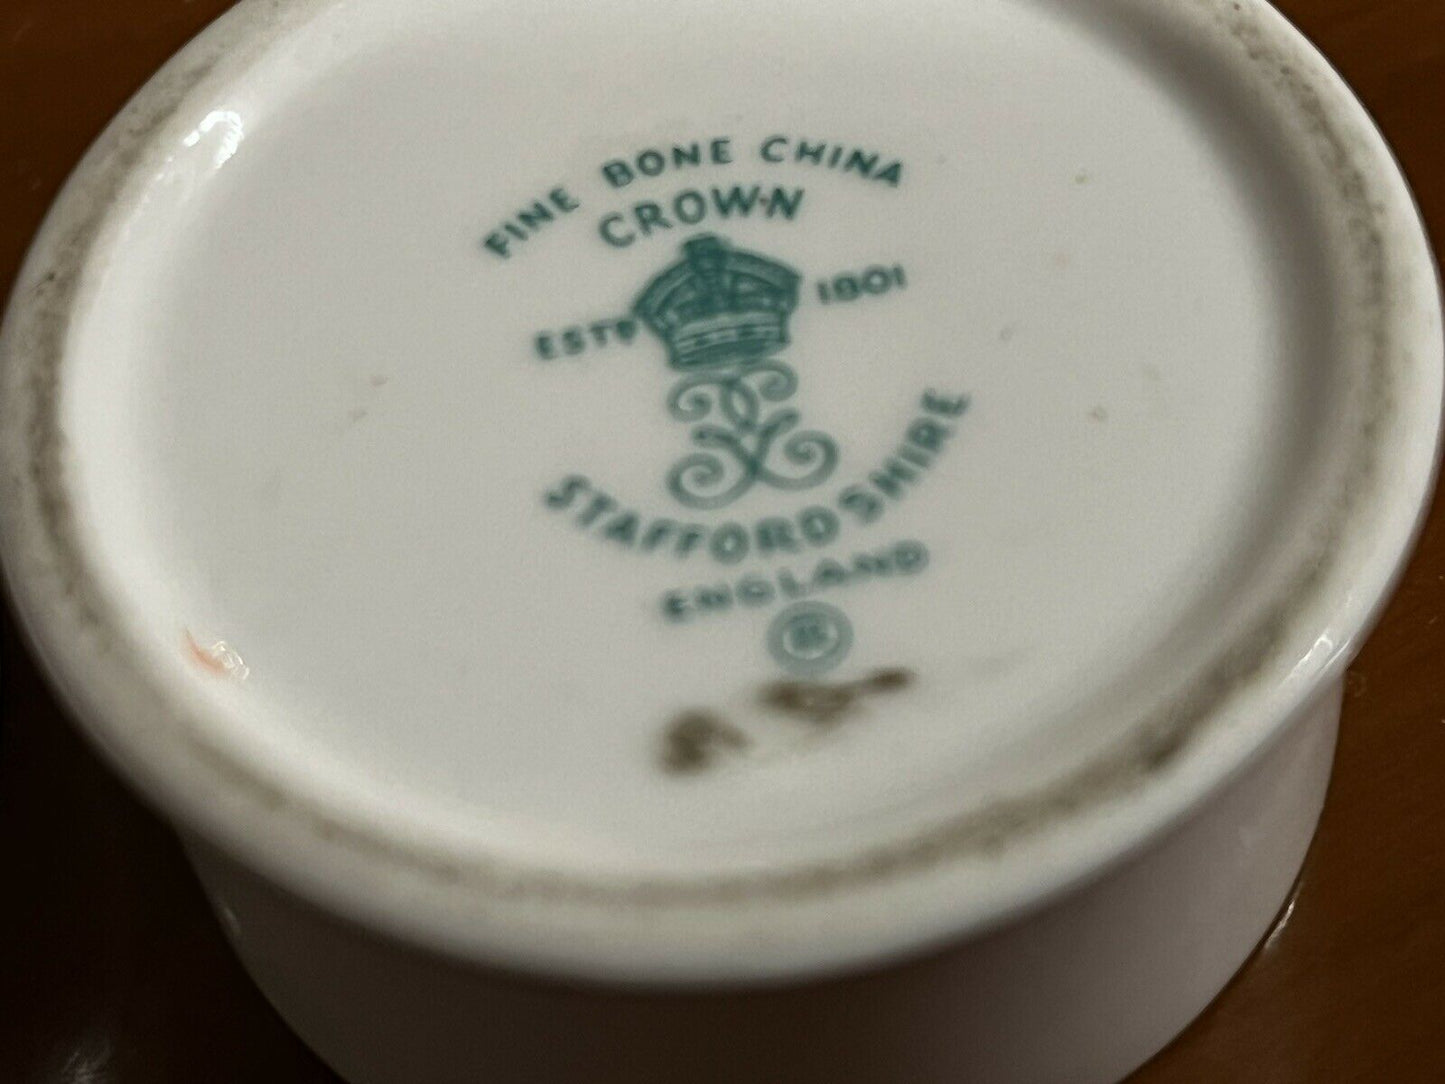 FINE BONE CHINA
CROWN
ESTD 1801
STAFFORDSHIRE
ENGLAND